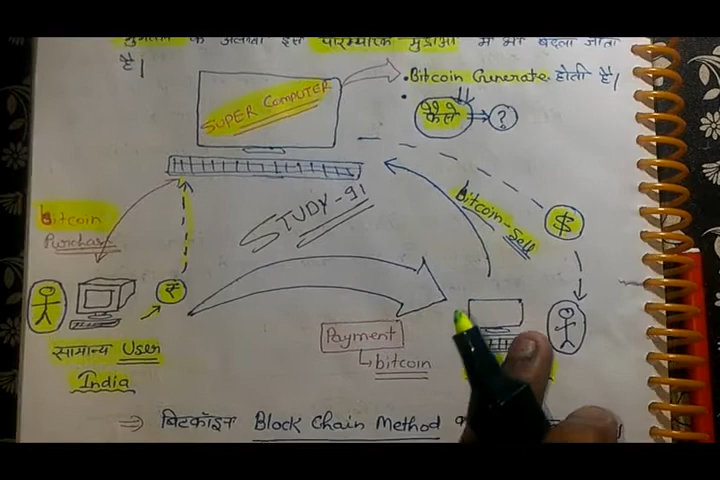 भुगतान के अलावा इसे पारम्पारिक मुद्राओ में भी बदला जाता
है।
SUPER COMPUTER
• Bitcoin Generate होती है।
•
कैसे ?
Bitcoin
Purchase
STUDY-91
Bitcoin-Sell
$
₹
सामान्य User
India
Payment
bitcoin
⇒ बिटकॉइन Block Chain Method